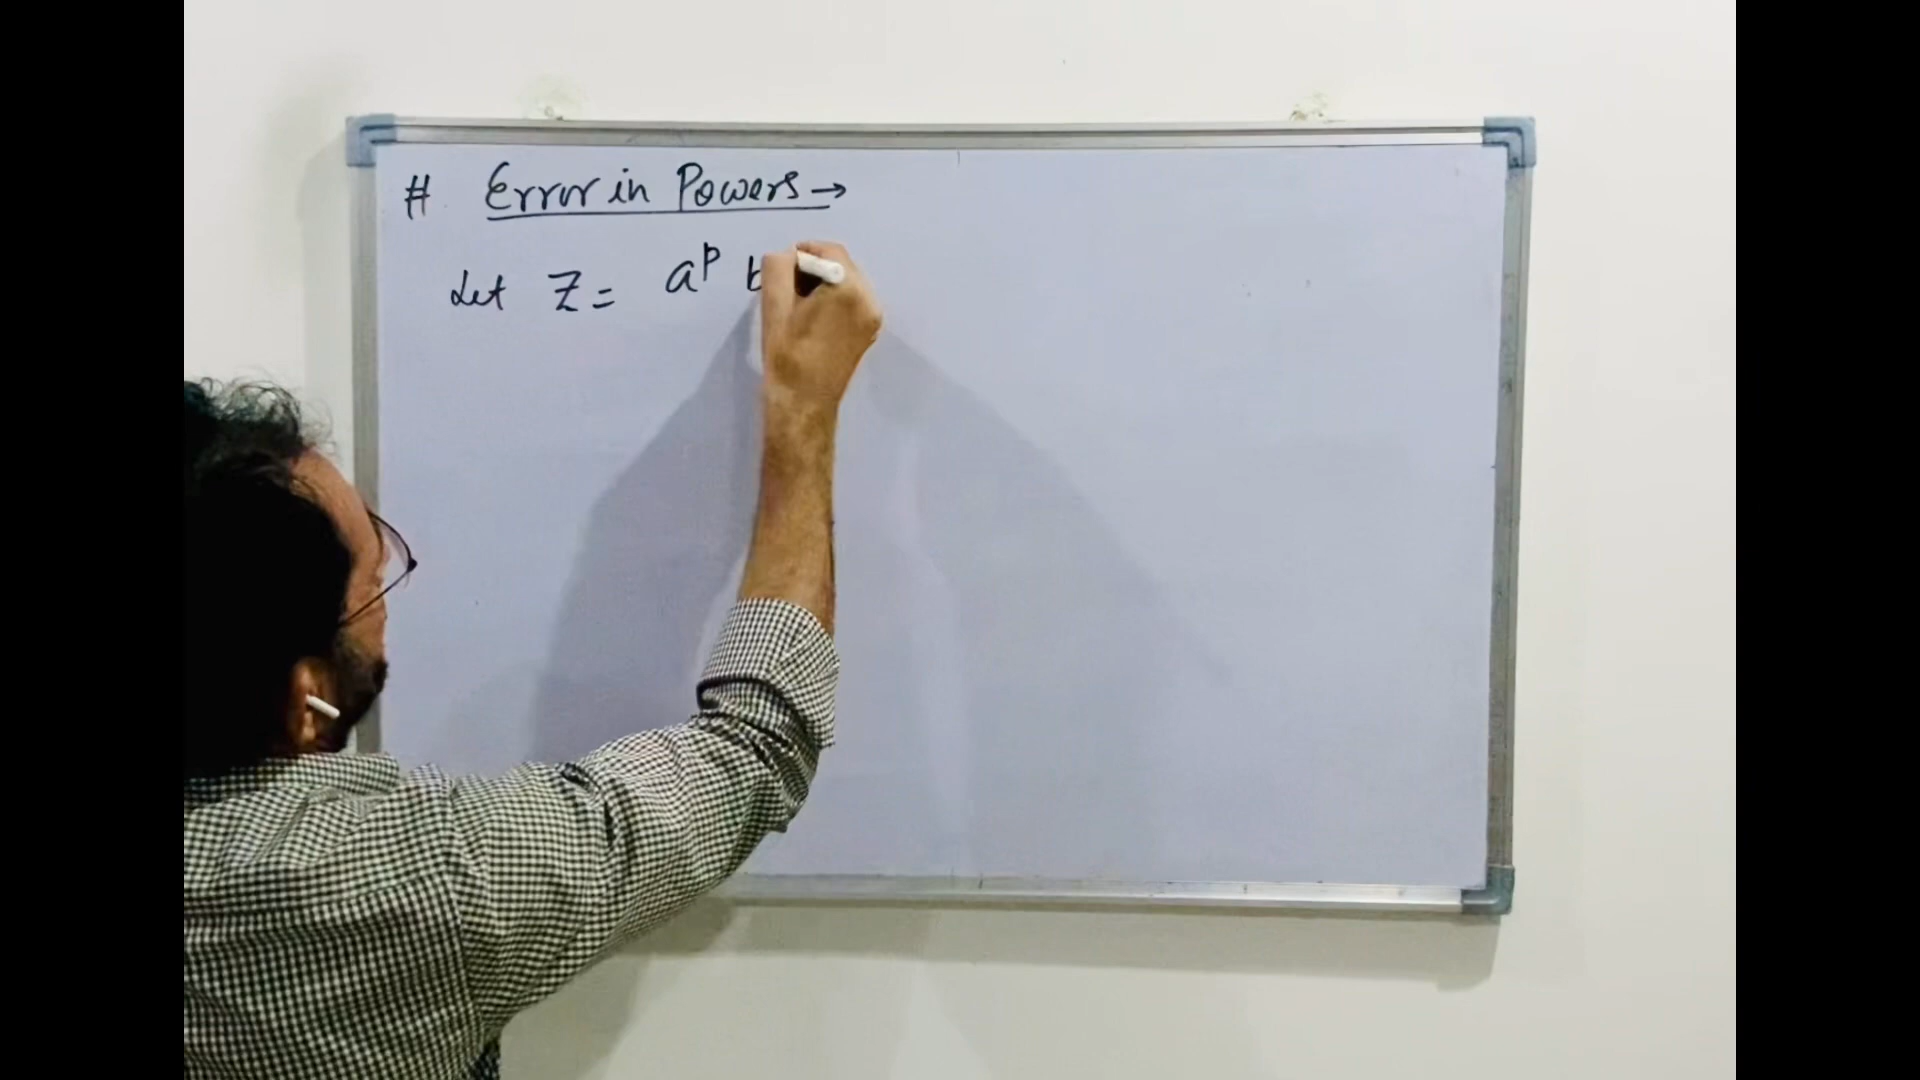 # Error in Powers →
Let Z = a^p b